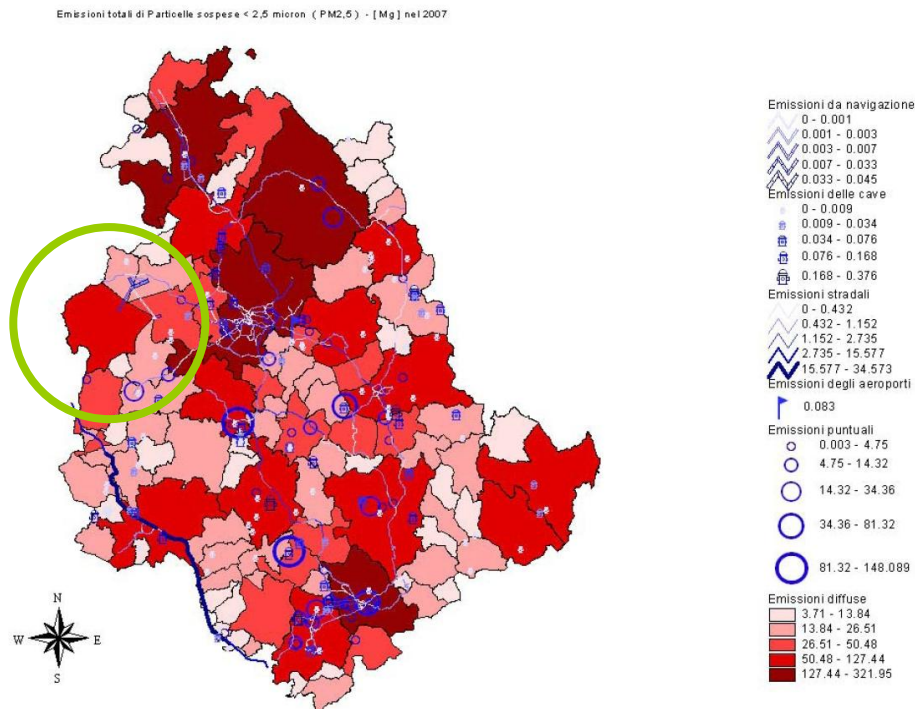 Emissioni totali di Particelle sospese < 2,5 micron ( PM2,5 ) - [ Mg ] nel 2007
Emissioni da navigazione
0 - 0.001
0.001 - 0.003
0.003 - 0.007
0.007 - 0.033
0.033 - 0.045
Emissioni delle cave
0 - 0.009
0.009 - 0.034
0.034 - 0.076
0.076 - 0.168
0.168 - 0.376
Emissioni stradali
0 - 0.432
0.432 - 1.152
1.152 - 2.735
2.735 - 15.577
15.577 - 34.573
Emissioni degli aeroporti
0.083
Emissioni puntuali
0.003 - 4.75
4.75 - 14.32
14.32 - 34.36
34.36 - 81.32
81.32 - 148.089
Emissioni diffuse
3.71 - 13.84
13.84 - 26.51
26.51 - 50.48
50.48 - 127.44
127.44 - 321.95
N
W E
S